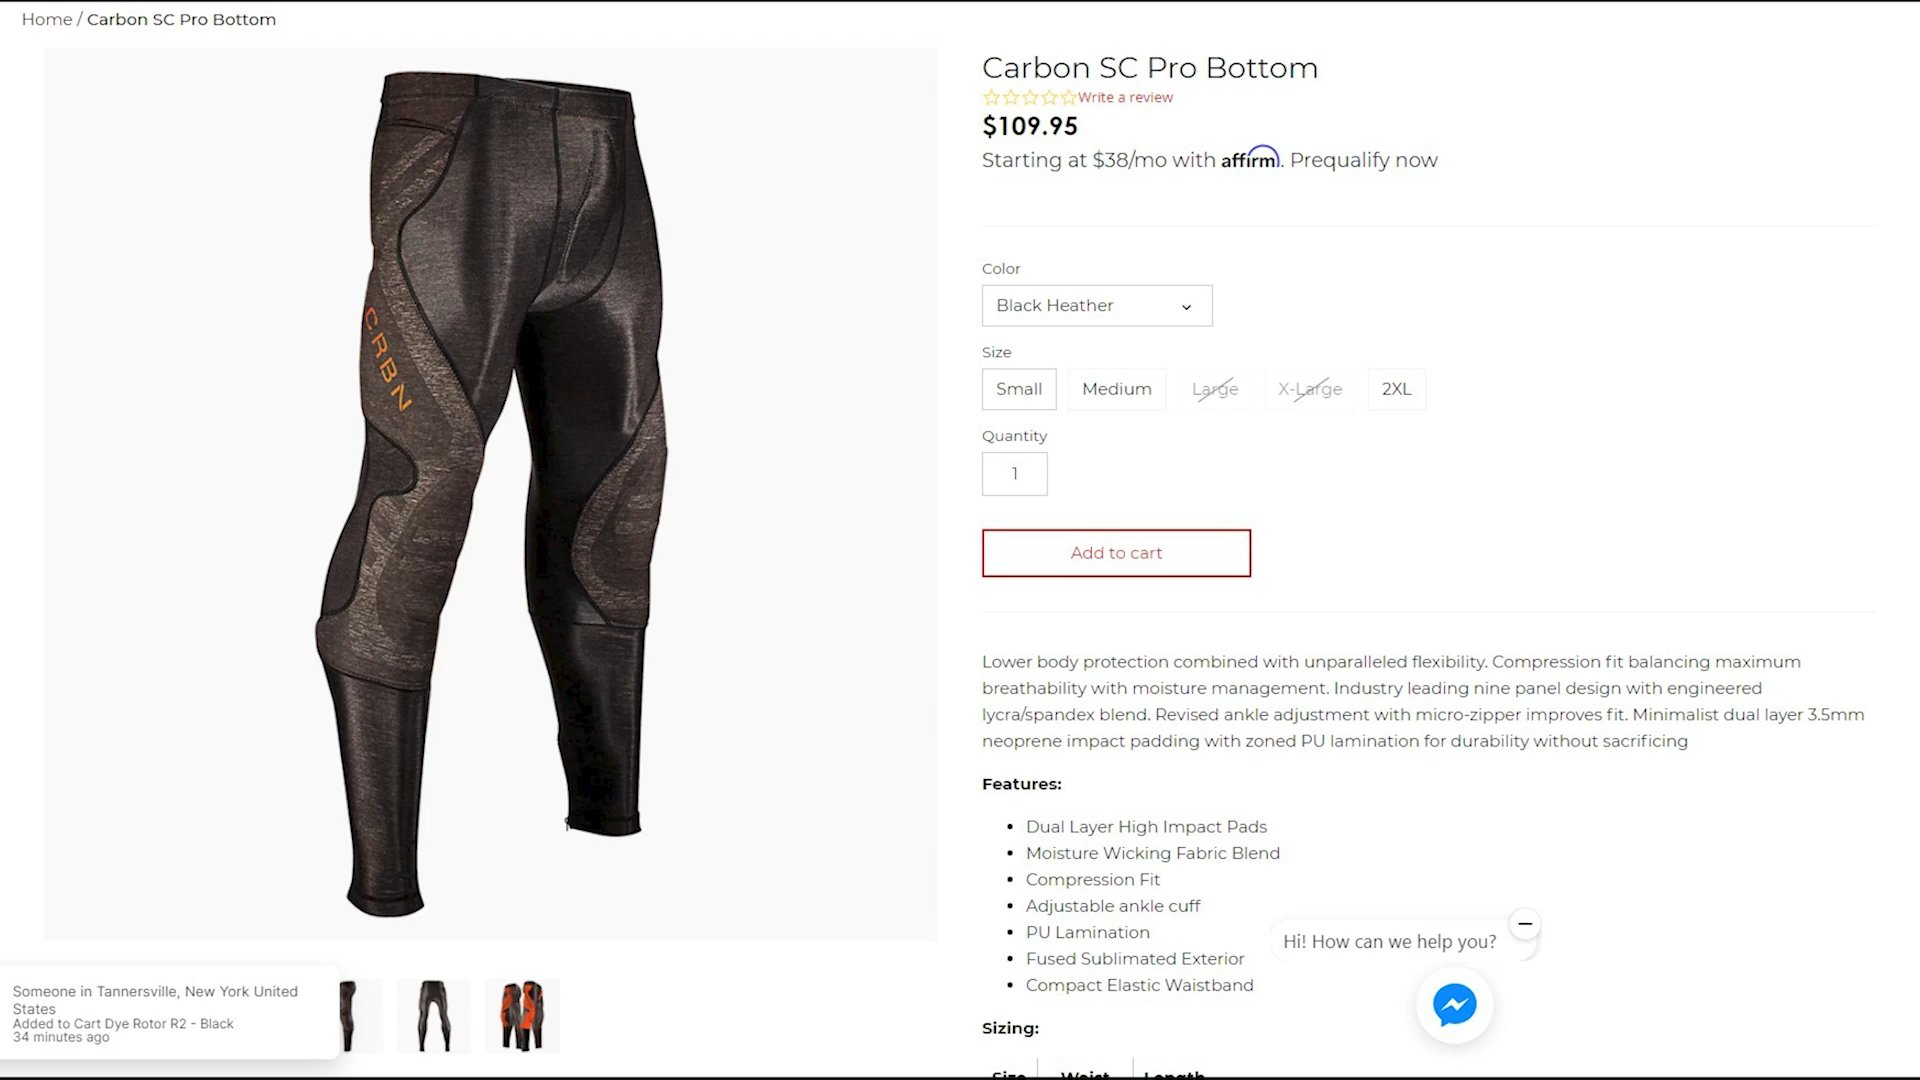 Home / Carbon SC Pro Bottom
CRBN
Carbon SC Pro Bottom
Write a review
$109.95
Starting at $38/mo with affirm. Prequalify now
Color
Black Heather
Size
Small
Medium
Large
X-Large
2XL
Quantity
1
Add to cart
Lower body protection combined with unparalleled flexibility. Compression fit balancing maximum
breathability with moisture management. Industry leading nine panel design with engineered
lycra/spandex blend. Revised ankle adjustment with micro-zipper improves fit. Minimalist dual layer 3.5mm
neoprene impact padding with zoned PU lamination for durability without sacrificing
Features:
Dual Layer High Impact Pads
Moisture Wicking Fabric Blend
Compression Fit
Adjustable ankle cuff
PU Lamination
Fused Sublimated Exterior
Compact Elastic Waistband
Sizing:
Size Waist Length
Hi! How can we help you?
Someone in Tannersville, New York United
States
Added to Cart Dye Rotor R2 - Black
34 minutes ago